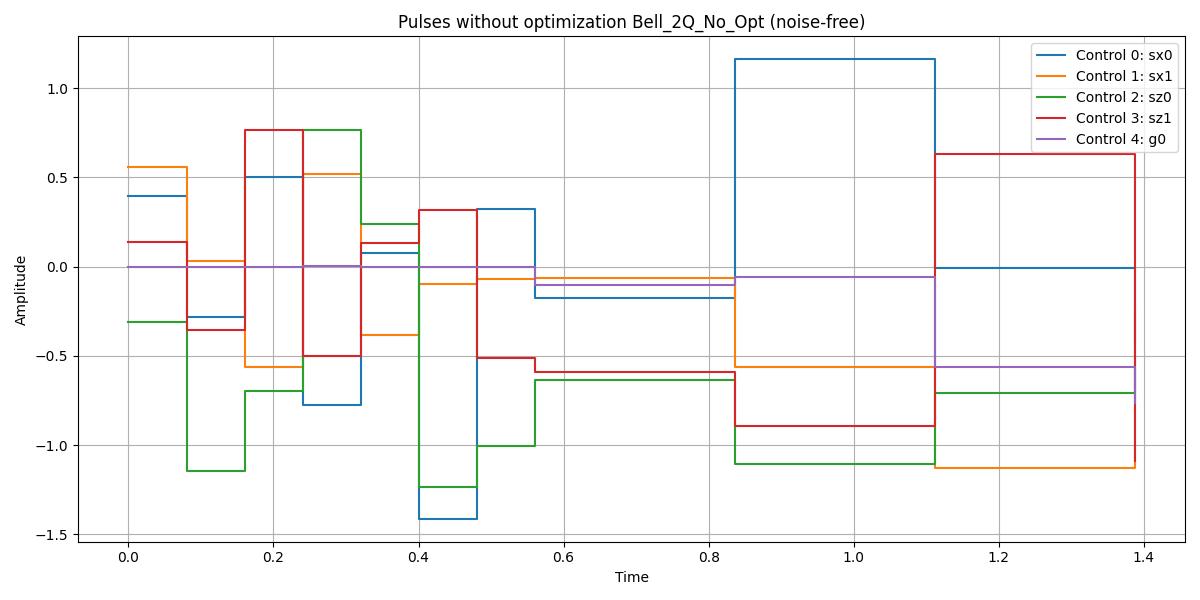 Pulses without optimization Bell_2Q_No_Opt (noise-free)
Control 0: sx0
Control 1: sx1
Control 2: sz0
Control 3: sz1
Control 4: g0
Amplitude
1.0
0.5
0.0
−0.5
−1.0
−1.5
0.0 0.2 0.4 0.6 0.8 1.0 1.2 1.4
Time